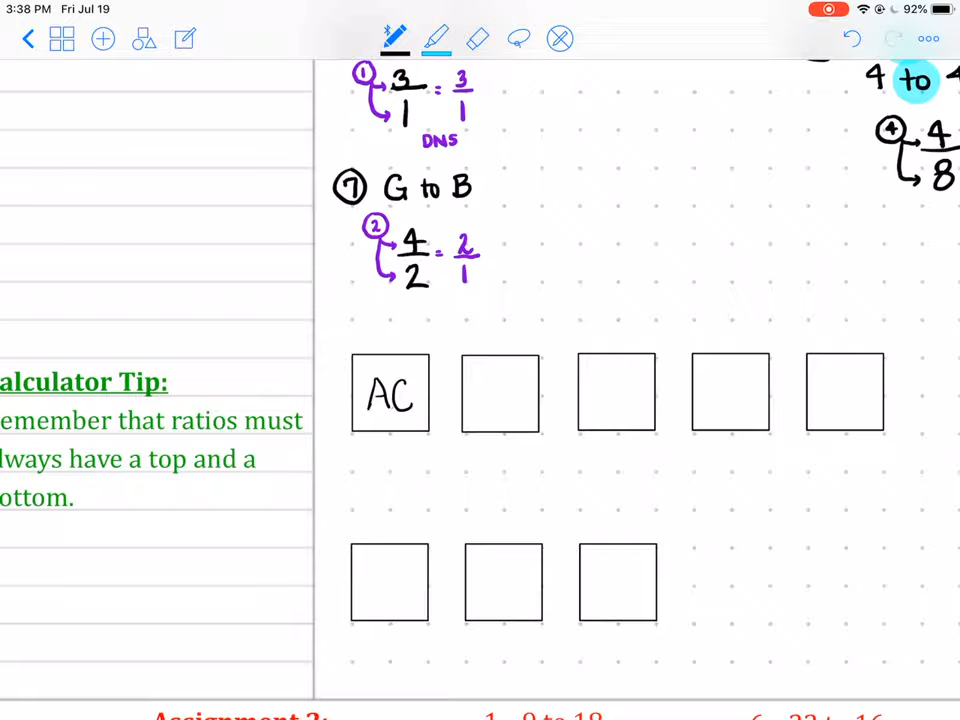 3:38 PM Fri Jul 19
92%
① 3/1 = 3/1
DNS
4 to 4
④ 4/8
⑦ G to B
② 4/2 = 2/1
AC
alculator Tip:
emember that ratios must
lways have a top and a
ottom.